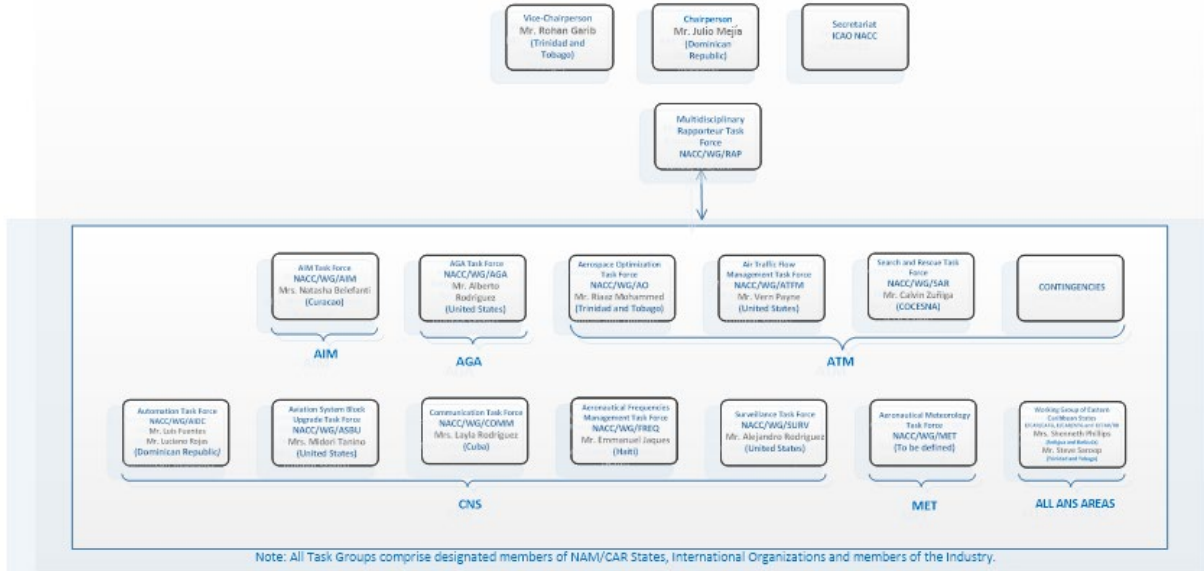 Vice-Chairperson
Mr. Rohan Garib
(Trinidad and
Tobago)
Chairperson
Mr. Julio Mejía
(Dominican
Republic)
Secretariat
ICAO NACC
Multidisciplinary
Rapporteur Task
Force
NACC/WG/RAP
AIM Task Force
NACC/WG/AIM
Mrs. Natasha Belefanti
(Curacao)
AGA Task Force
NACC/WG/AGA
Mr. Alberto
Rodriguez
(United States)
Aerospace Optimization
Task Force
NACC/WG/AO
Mr. Riaaz Mohammed
(Trinidad and Tobago)
Air Traffic Flow
Management Task Force
NACC/WG/ATFM
Mr. Vern Payne
(United States)
Search and Rescue Task
Force
NACC/WG/SAR
Mr. Calvin Zuñiga
(COCESNA)
CONTINGENCIES
AIM
AGA
ATM
Automation Task Force
NACC/WG/AIDC
Mr. Luis Fuentes
Mr. Luciano Rojas
(Dominican Republic/
Aviation System Block
Upgrade Task Force
NACC/WG/ASBU
Mrs. Midori Tanino
(United States)
Communication Task Force
NACC/WG/COMM
Mrs. Layla Rodríguez
(Cuba)
Aeronautical Frequencies
Management Task Force
NACC/WG/FREQ
Mr. Emmanuel Jaques
(Haiti)
Surveillance Task Force
NACC/WG/SURV
Mr. Alejandro Rodriguez
(United States)
Aeronautical Meteorology
Task Force
NACC/WG/MET
(To be defined)
Working Group of Eastern
Caribbean States
Mrs. Shenneth Phillips
(Antigua and Barbuda)
Mr. Steve Saroop
(Trinidad and Tobago)
CNS
MET
ALL ANS AREAS
Note: All Task Groups comprise designated members of NAM/CAR States, International Organizations and members of the Industry.